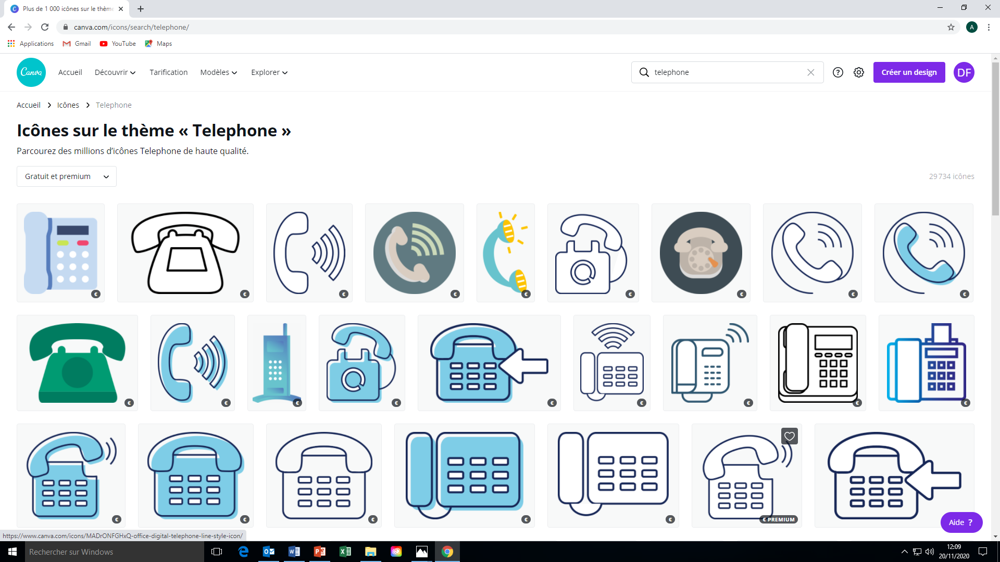 Plus de 1 000 icônes sur le thème
canva.com/icons/search/telephone/
A
Applications
Gmail
YouTube
Maps
Canva
Accueil
Découvrir
Tarification
Modèles
Explorer
telephone
?
Créer un design
DF
Accueil > Icônes > Telephone
Icônes sur le thème « Telephone »
Parcourez des millions d’icônes Telephone de haute qualité.
Gratuit et premium
29 734 icônes
€ € € € € € € € €
€ € € € € € € € €
€ € € € € € PREMIUM
Aide ?
https://www.canva.com/icons/MADrONFGHxQ-office-digital-telephone-line-style-icon/
Rechercher sur Windows
12:09
20/11/2020